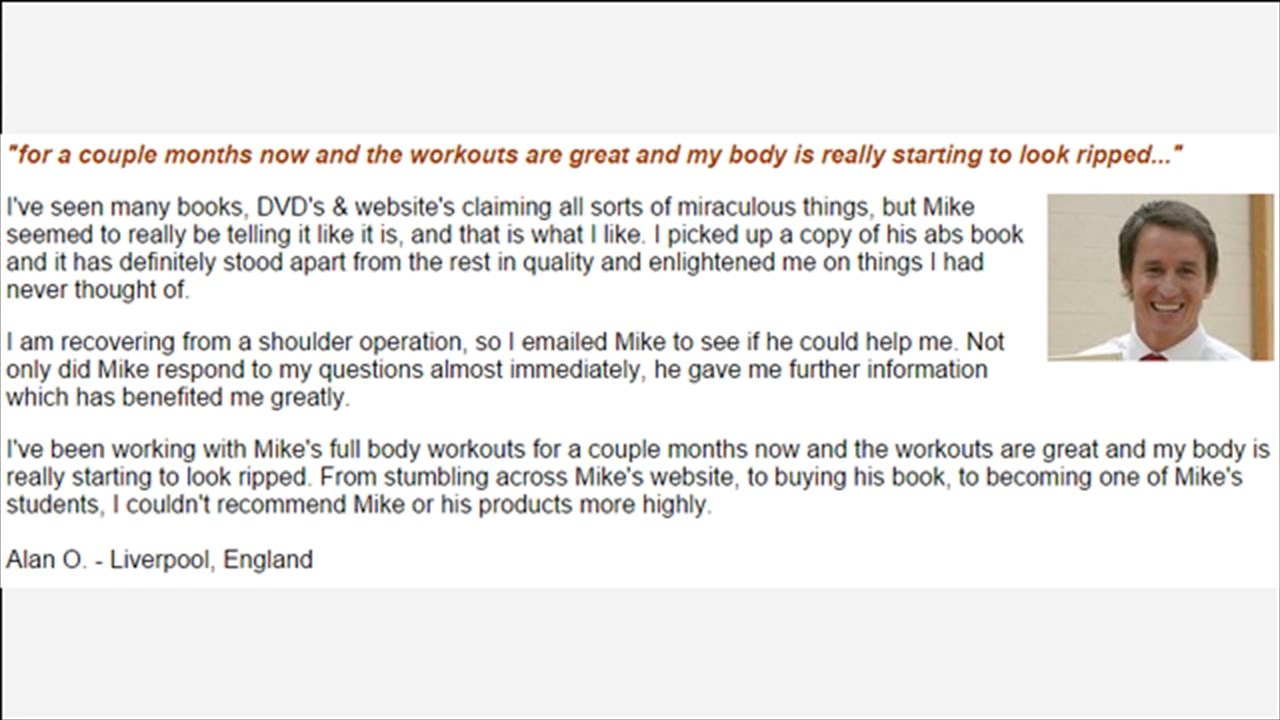 "for a couple months now and the workouts are great and my body is really starting to look ripped..."
I've seen many books, DVD's & website's claiming all sorts of miraculous things, but Mike
seemed to really be telling it like it is, and that is what I like. I picked up a copy of his abs book
and it has definitely stood apart from the rest in quality and enlightened me on things I had
never thought of.
I am recovering from a shoulder operation, so I emailed Mike to see if he could help me. Not
only did Mike respond to my questions almost immediately, he gave me further information
which has benefited me greatly.
I've been working with Mike's full body workouts for a couple months now and the workouts are great and my body is
really starting to look ripped. From stumbling across Mike's website, to buying his book, to becoming one of Mike's
students, I couldn't recommend Mike or his products more highly.
Alan O. - Liverpool, England